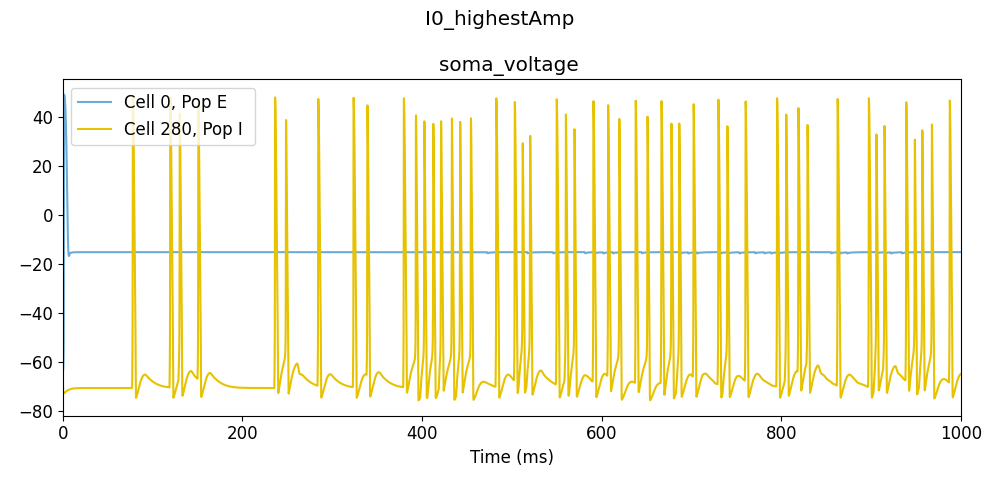 I0_highestAmp
soma_voltage
Cell 0, Pop E
Cell 280, Pop I
40
20
0
−20
−40
−60
−80
0 200 400 600 800 1000
Time (ms)